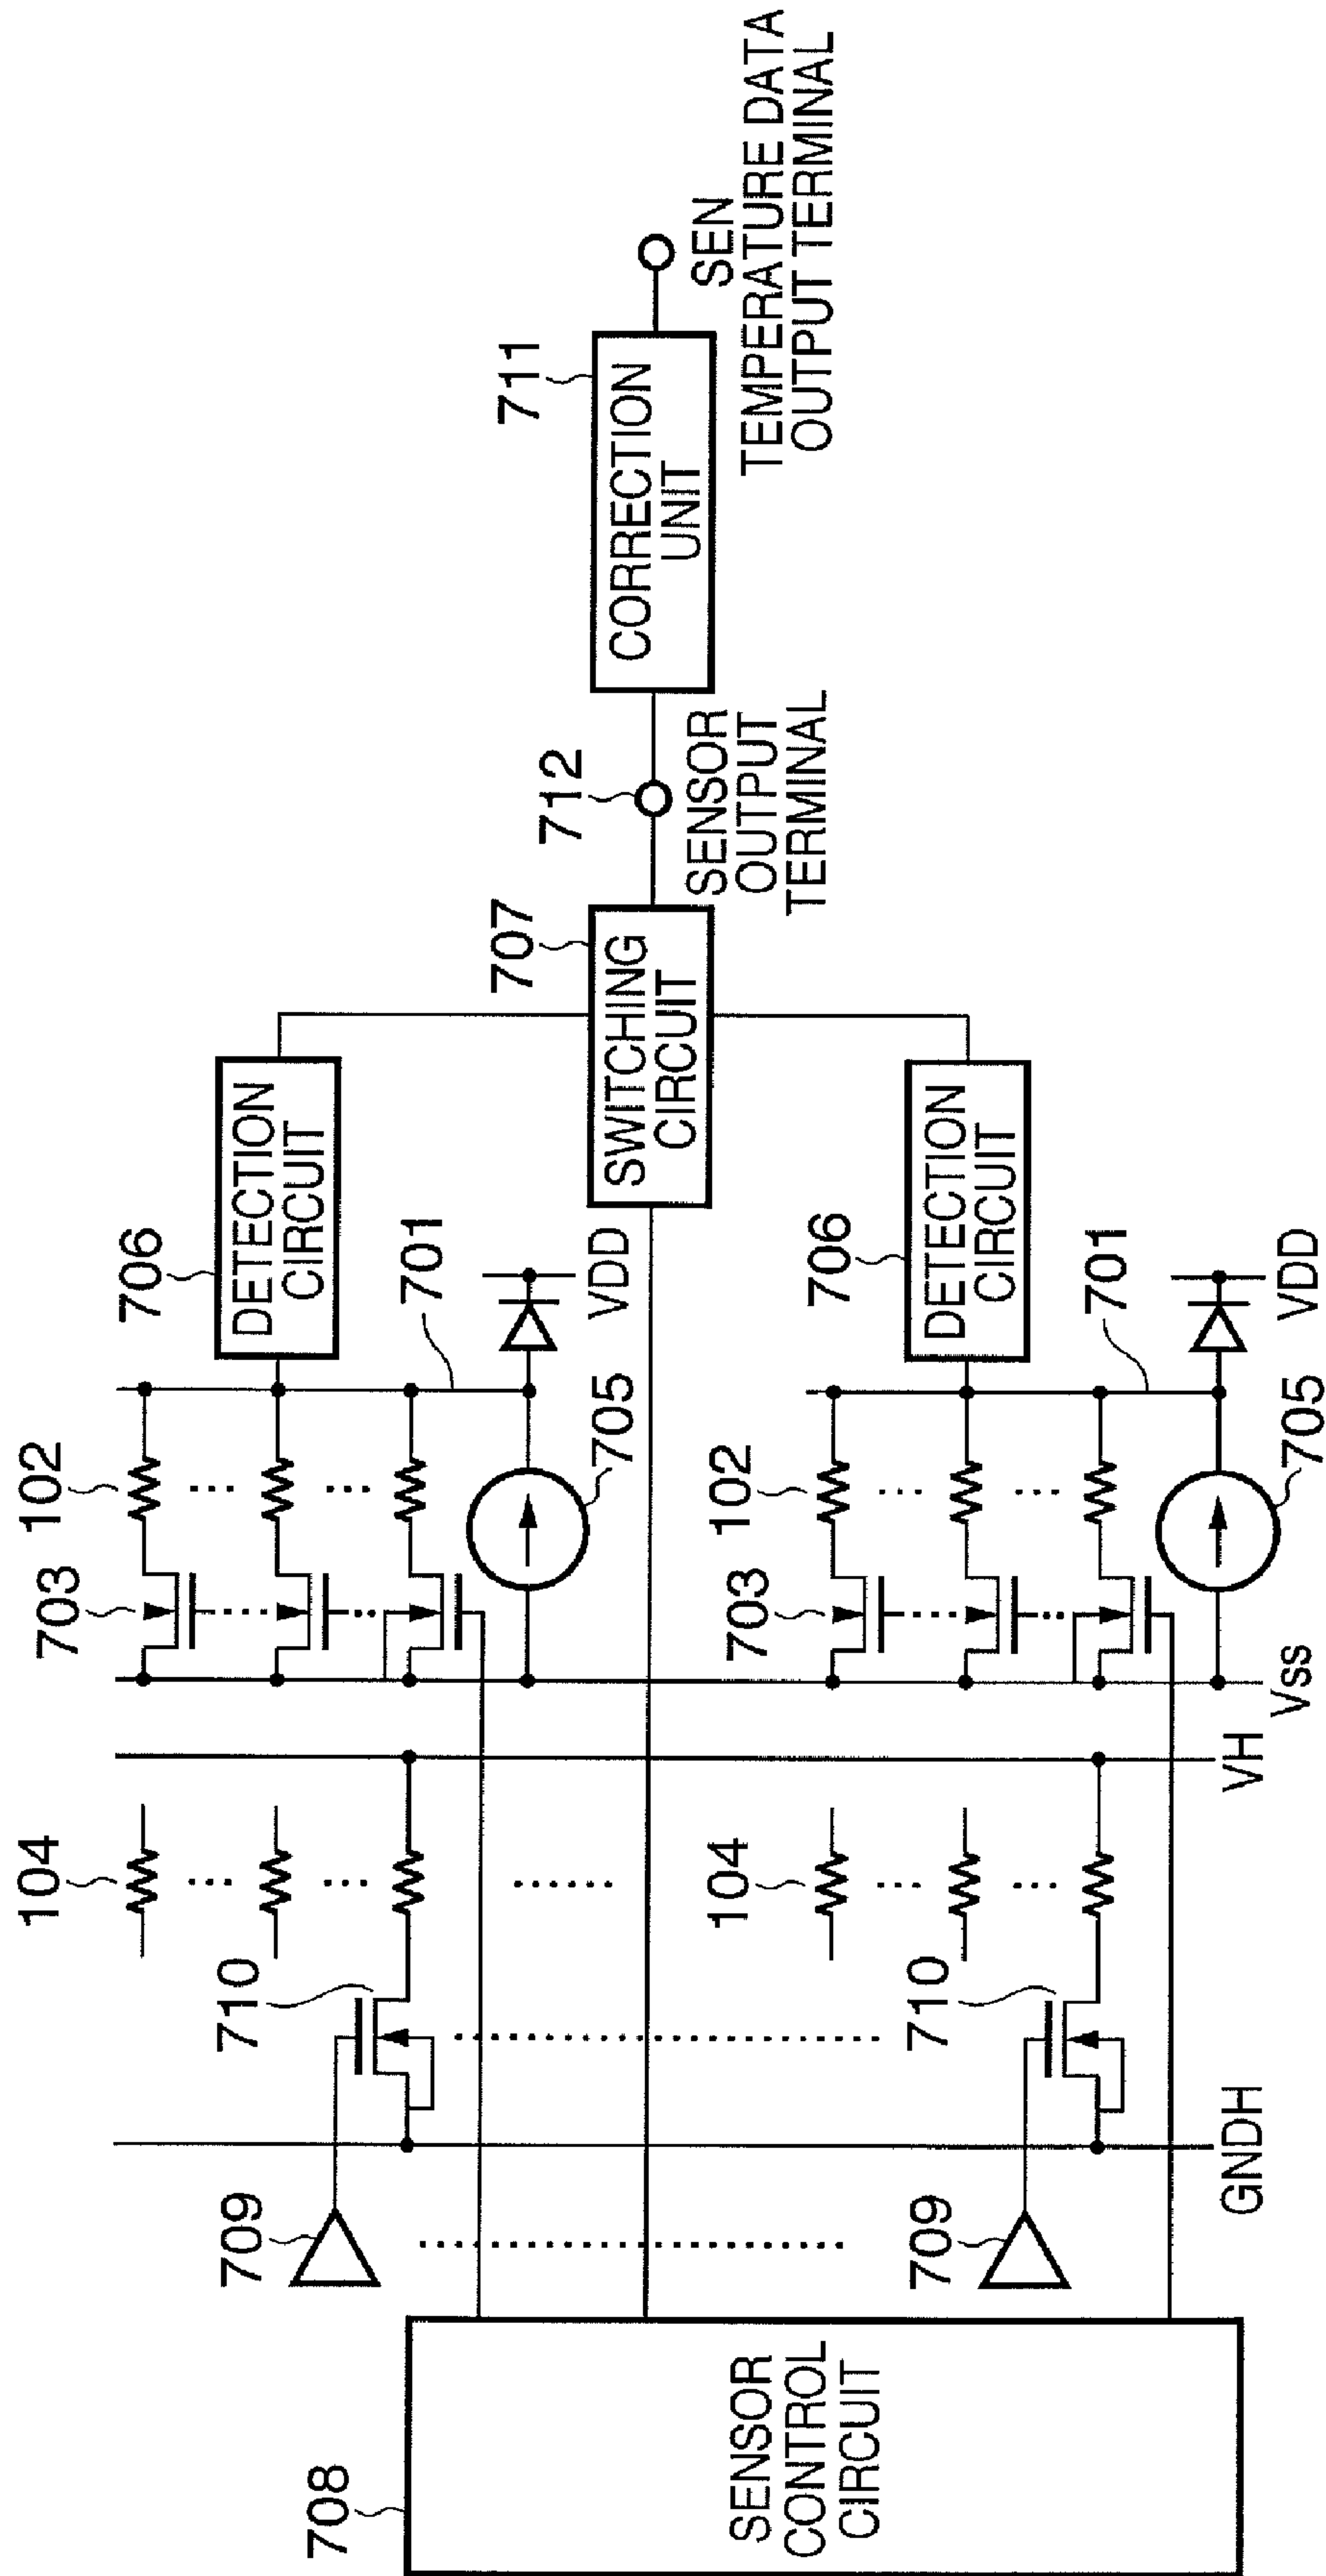 708
SENSOR
CONTROL
CIRCUIT
709
709
710
710
GNDH
104
104
VH
Vss
703
703
102
102
705
705
701
701
VDD
VDD
706
DETECTION
CIRCUIT
706
DETECTION
CIRCUIT
707
SWITCHING
CIRCUIT
712
SENSOR
OUTPUT
TERMINAL
711
CORRECTION
UNIT
SEN
TEMPERATURE DATA
OUTPUT TERMINAL